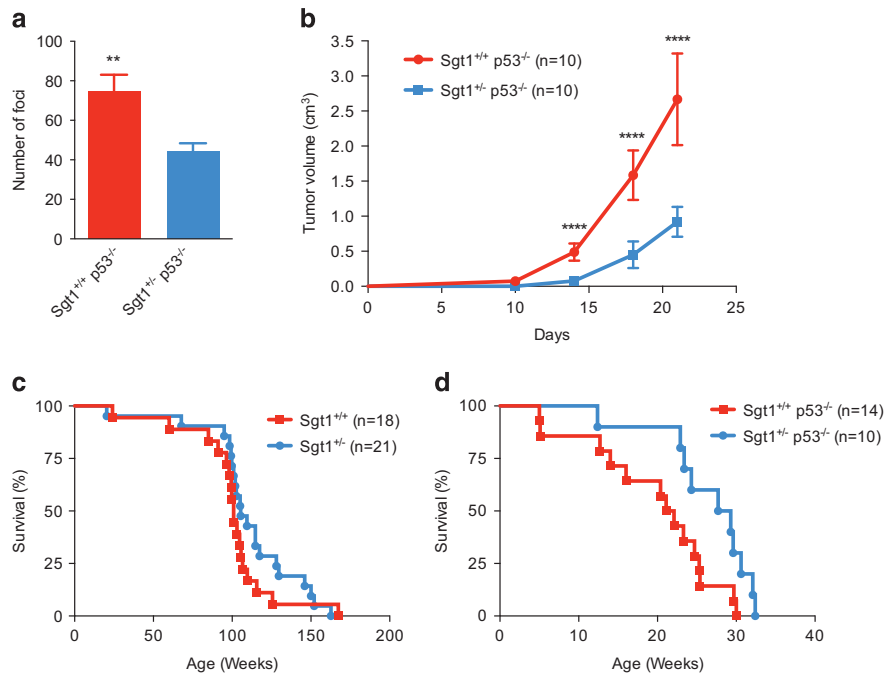 a
Number of foci
100
80
60
40
20
0
**
Sgt1+/+ p53-/-
Sgt1+/- p53-/-
b
Tumor volume (cm³)
3.5
3.0
2.5
2.0
1.5
1.0
0.5
0.0
Sgt1+/+ p53-/- (n=10)
Sgt1+/- p53-/- (n=10)
****
****
****
0 5 10 15 20 25
Days
c
Survival (%)
100
75
50
25
0
Sgt1+/+ (n=18)
Sgt1+/- (n=21)
0 50 100 150 200
Age (Weeks)
d
Survival (%)
100
75
50
25
0
Sgt1+/+ p53-/- (n=14)
Sgt1+/- p53-/- (n=10)
0 10 20 30 40
Age (Weeks)